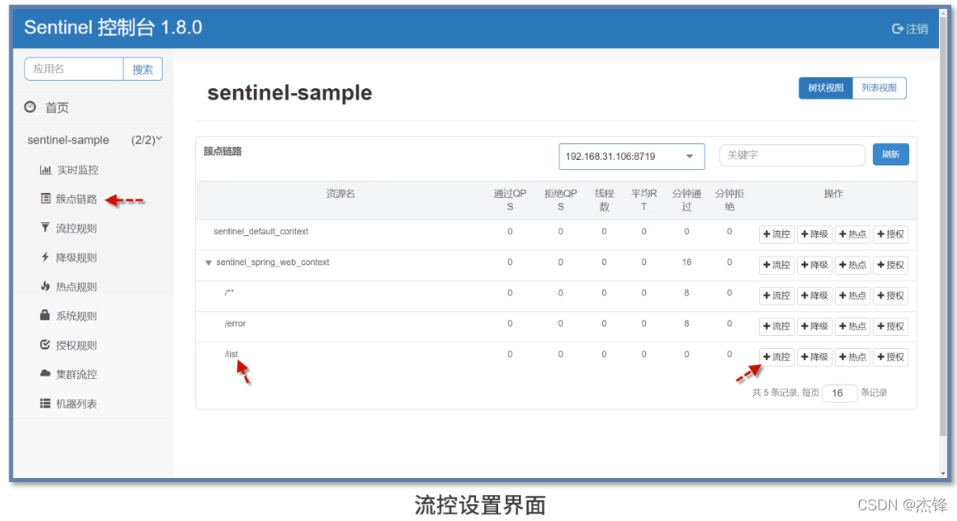 Sentinel 控制台 1.8.0
注销
应用名
搜索
首页
sentinel-sample (2/2)
实时监控
簇点链路
流控规则
降级规则
热点规则
系统规则
授权规则
集群流控
机器列表
sentinel-sample
树状视图 列表视图
簇点链路
192.168.31.106:8719
关键字
刷新
资源名 通过QPS 拒绝QPS 线程数 平均RT 分钟通过 分钟拒绝 操作
sentinel_default_context 0 0 0 0 0 0 +流控 +降级 +热点 +授权
sentinel_spring_web_context 0 0 0 0 16 0 +流控 +降级 +热点 +授权
/** 0 0 0 0 8 0 +流控 +降级 +热点 +授权
/error 0 0 0 0 8 0 +流控 +降级 +热点 +授权
/list 0 0 0 0 0 0 +流控 +降级 +热点 +授权
共 5 条记录, 每页 16 条记录
流控设置界面
CSDN @杰锋